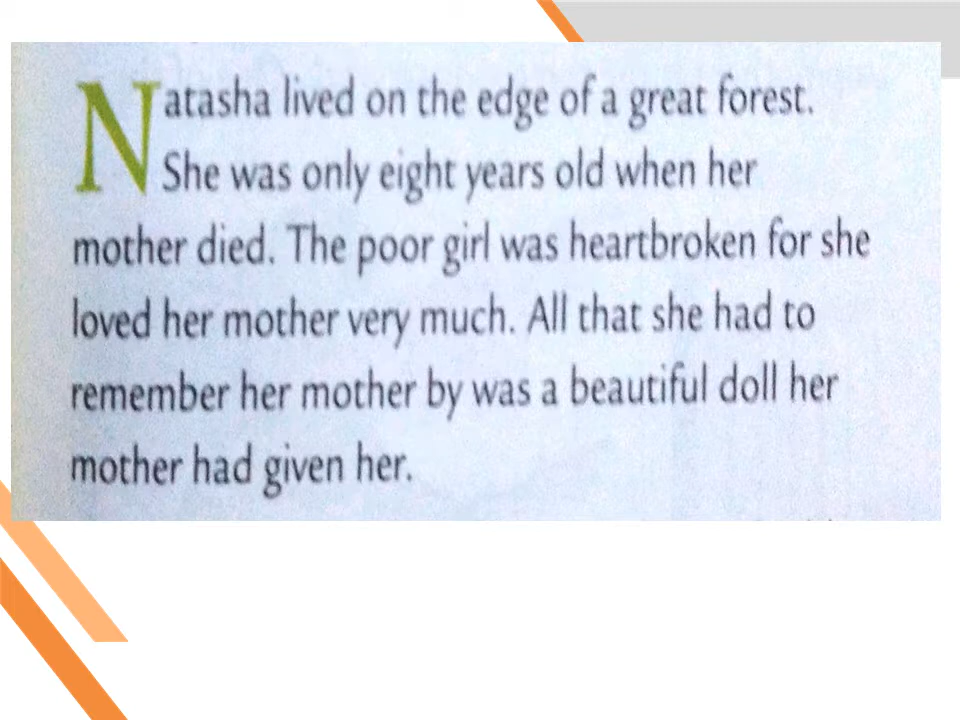 Natasha lived on the edge of a great forest.
She was only eight years old when her
mother died. The poor girl was heartbroken for she
loved her mother very much. All that she had to
remember her mother by was a beautiful doll her
mother had given her.